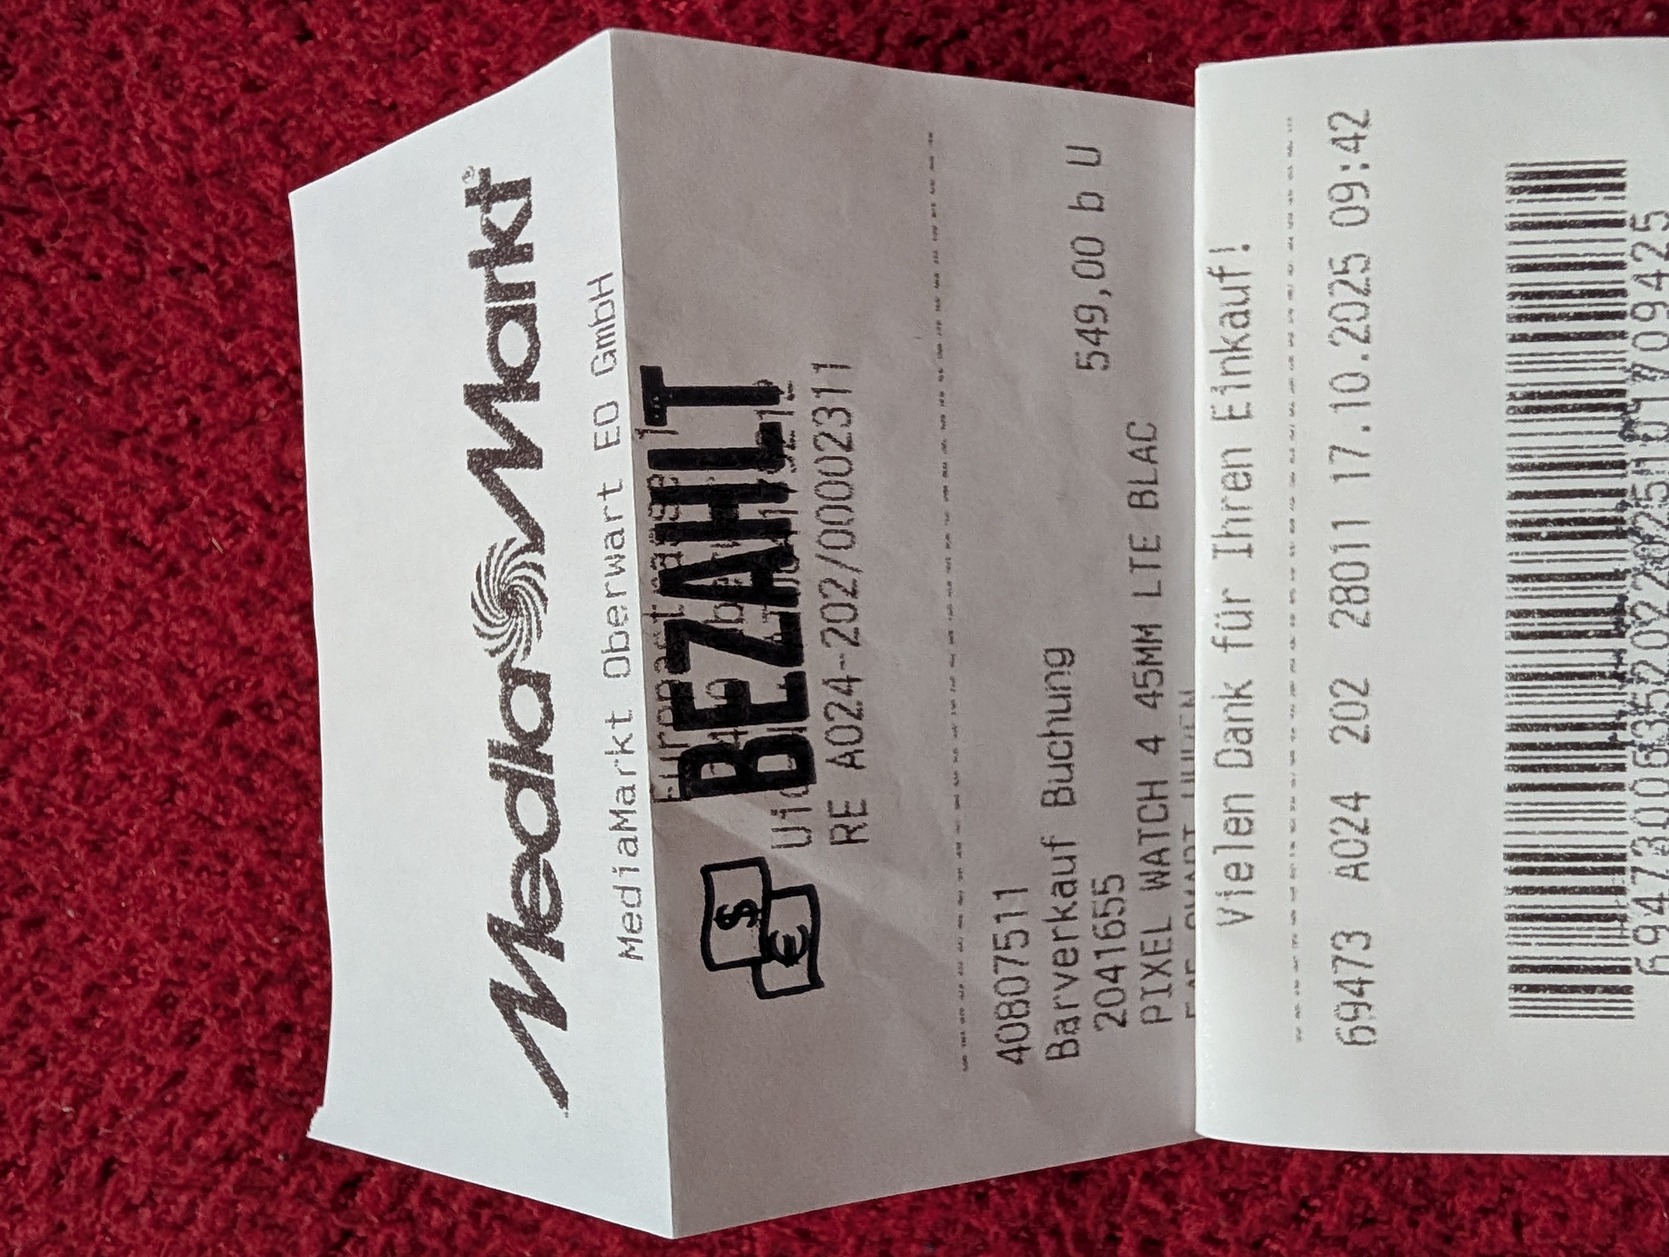 MediaMarkt®
MediaMarkt Oberwart EO GmbH
BEZAHLT
RE A024-202/00002311
40807511
Barverkauf Buchung
2041655 549,00 b U
PIXEL WATCH 4 45MM LTE BLAC
Vielen Dank für Ihren Einkauf!
69473 A024 202 28011 17.10.2025 09:42